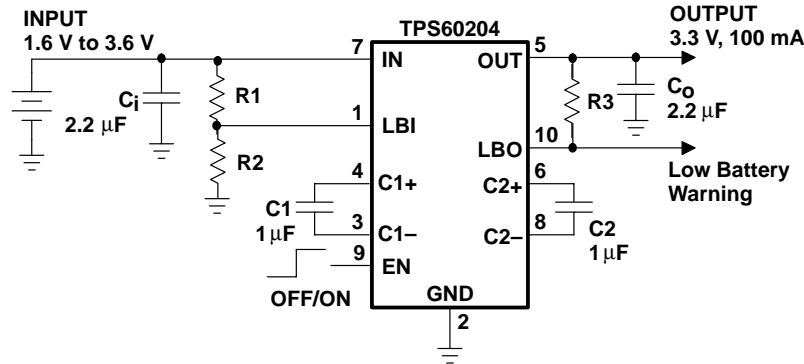 INPUT
1.6 V to 3.6 V
TPS60204
OUTPUT
3.3 V, 100 mA
7
IN
OUT
5
Ci
2.2 μF
R1
R2
1
LBI
R3
Co
2.2 μF
10
LBO
Low Battery
Warning
4
C1+
C2+
6
C1
1 μF
3
C1–
C2–
8
C2
1 μF
9
EN
OFF/ON
GND
2